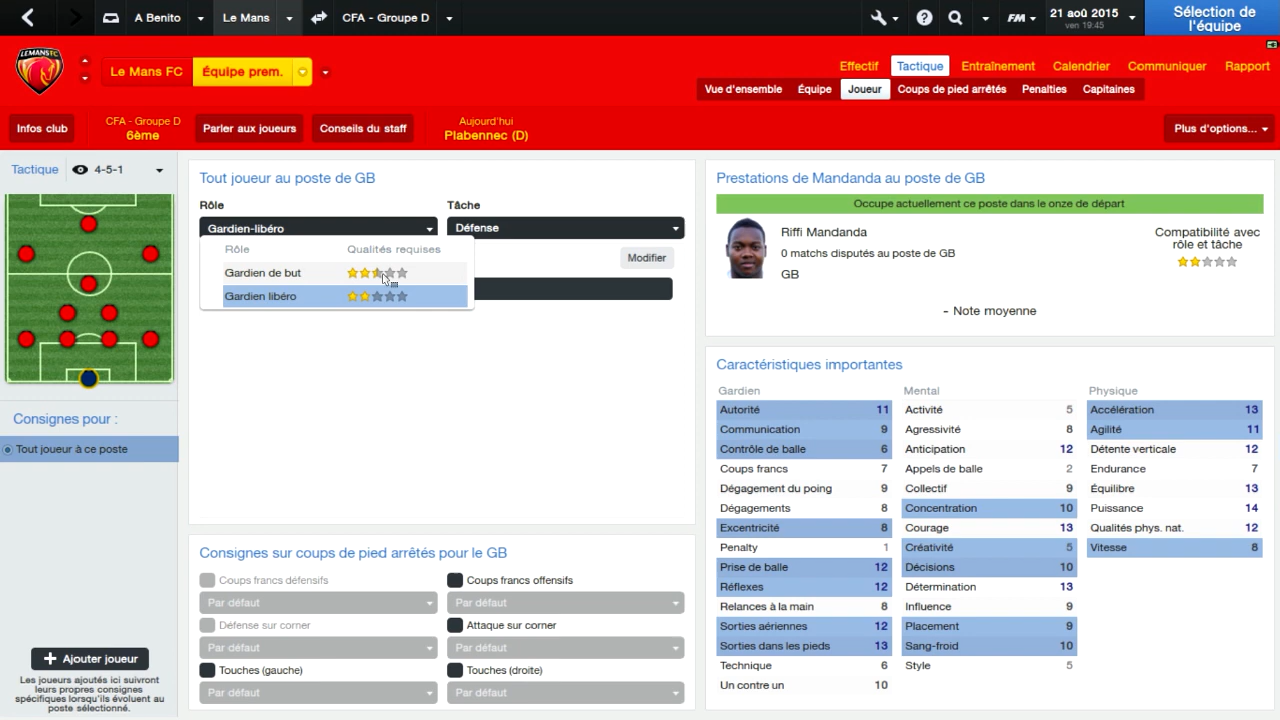 A Benito
Le Mans
CFA - Groupe D
FM
21 aoû 2015
ven 19:45
Sélection de
l'équipe
LEMANS FC
Le Mans FC
Équipe prem.
Effectif
Tactique
Entraînement
Calendrier
Communiquer
Rapport
Vue d'ensemble
Équipe
Joueur
Coups de pied arrêtés
Penalties
Capitaines
Infos club
CFA - Groupe D
6ème
Parler aux joueurs
Conseils du staff
Aujourd'hui
Plabennec (D)
Plus d'options...
Tactique
4-5-1
Consignes pour :
Tout joueur à ce poste
Ajouter joueur
Les joueurs ajoutés ici suivront
leurs propres consignes
spécifiques lorsqu'ils évoluent au
poste sélectionné.
Tout joueur au poste de GB
Rôle
Tâche
Gardien-libéro
Défense
Rôle
Qualités requises
Gardien de but
Gardien libéro
Modifier
Consignes sur coups de pied arrêtés pour le GB
Coups francs défensifs
Coups francs offensifs
Par défaut
Par défaut
Défense sur corner
Attaque sur corner
Par défaut
Par défaut
Touches (gauche)
Touches (droite)
Par défaut
Par défaut
Prestations de Mandanda au poste de GB
Occupe actuellement ce poste dans le onze de départ
Riffi Mandanda
0 matchs disputés au poste de GB
GB
Compatibilité avec
rôle et tâche
- Note moyenne
Caractéristiques importantes
Gardien
Autorité 11
Communication 9
Contrôle de balle 6
Coups francs 7
Dégagement du poing 9
Dégagements 8
Excentricité 8
Penalty 1
Prise de balle 12
Réflexes 12
Relances à la main 8
Sorties aériennes 12
Sorties dans les pieds 13
Technique 6
Un contre un 10
Mental
Activité 5
Agressivité 8
Anticipation 12
Appels de balle 2
Collectif 9
Concentration 10
Courage 13
Créativité 5
Décisions 10
Détermination 13
Influence 9
Placement 9
Sang-froid 10
Style 5
Physique
Accélération 13
Agilité 11
Détente verticale 12
Endurance 7
Équilibre 13
Puissance 14
Qualités phys. nat. 12
Vitesse 8